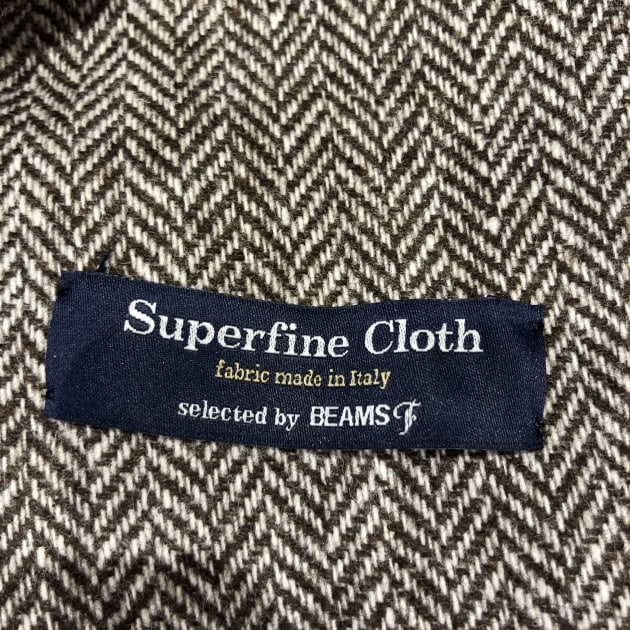 Superfine Cloth
fabric made in Italy
selected by BEAMS F